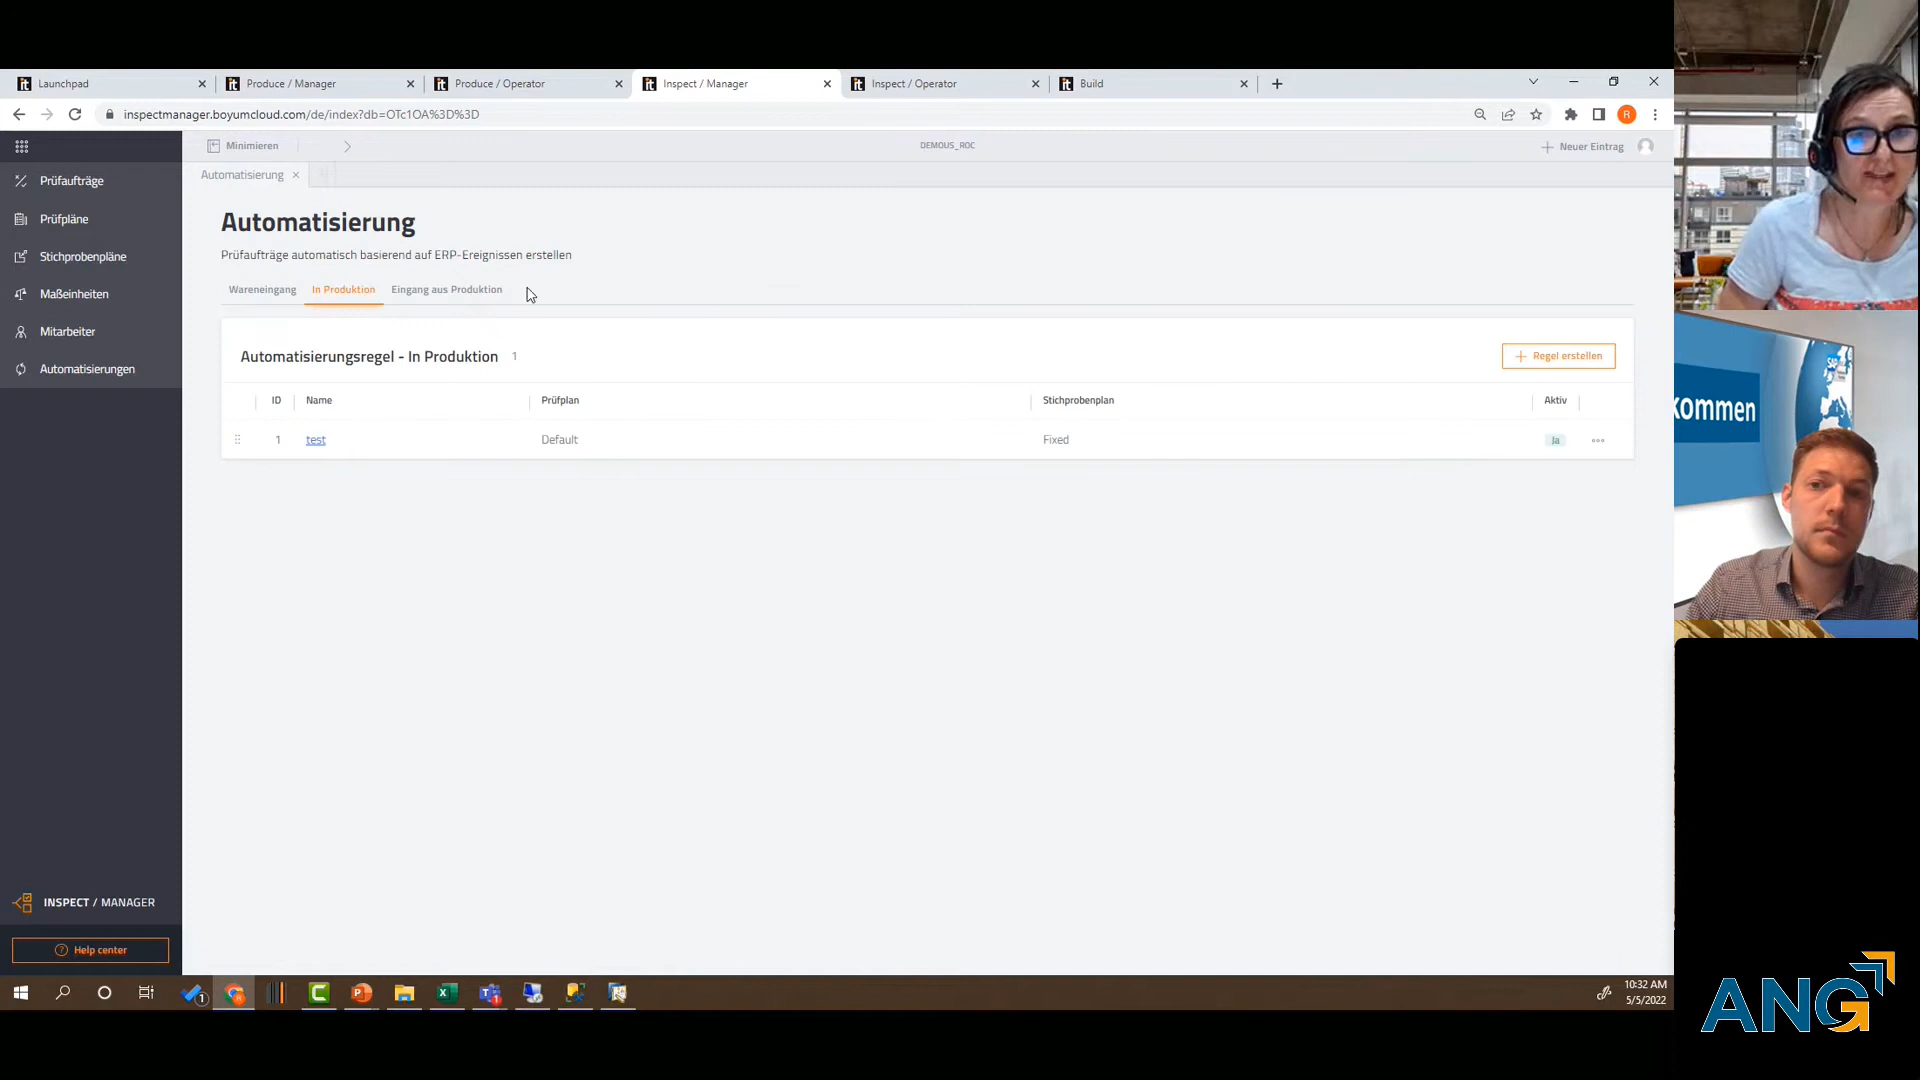 Launchpad
Produce / Manager
Produce / Operator
Inspect / Manager
Inspect / Operator
Build
inspectmanager.boyumcloud.com/de/index?db=OTc1OA%3D%3D
R
Minimieren
DEMOUS_ROC
Neuer Eintrag
Automatisierung
Prüfaufträge
Prüfpläne
Stichprobenpläne
Maßeinheiten
Mitarbeiter
Automatisierungen
Automatisierung
Prüfaufträge automatisch basierend auf ERP-Ereignissen erstellen
Wareneingang
In Produktion
Eingang aus Produktion
Automatisierungsregel - In Produktion 1
Regel erstellen
ID Name Prüfplan Stichprobenplan Aktiv
1 test Default Fixed Ja
INSPECT / MANAGER
Help center
10:32 AM
5/5/2022
kommen
ANG